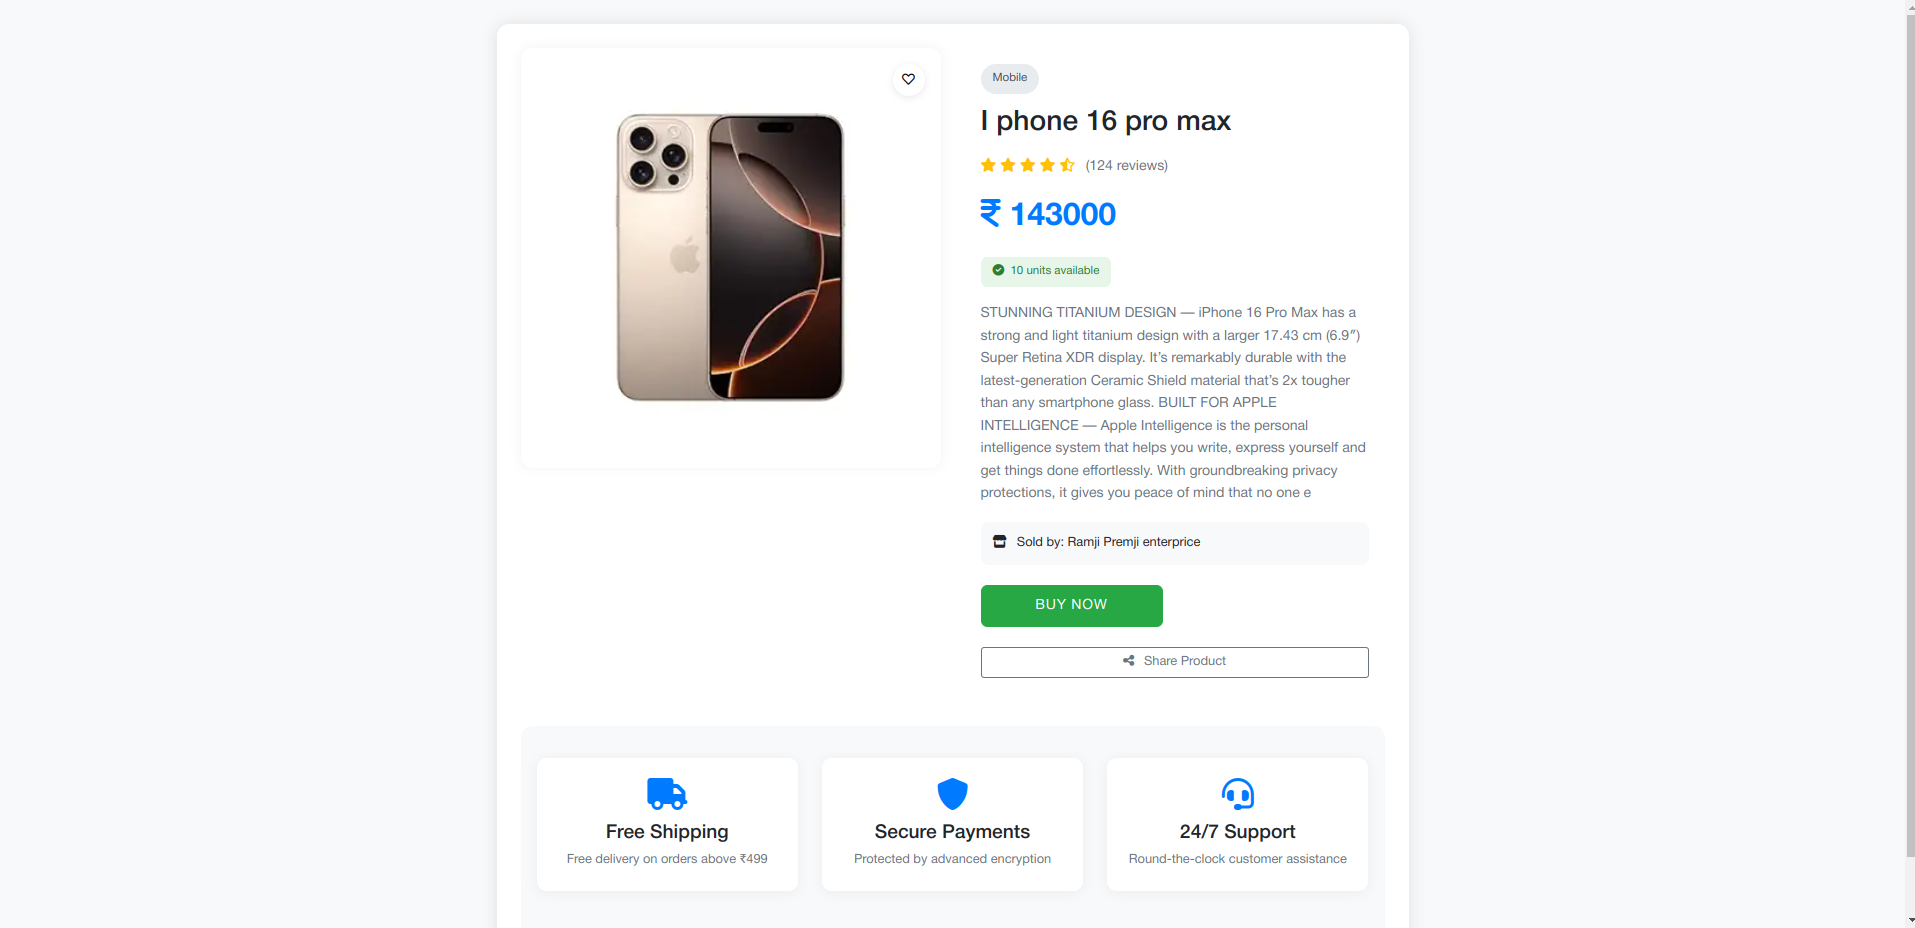 Mobile
I phone 16 pro max
(124 reviews)
₹ 143000
10 units available
STUNNING TITANIUM DESIGN — iPhone 16 Pro Max has a
strong and light titanium design with a larger 17.43 cm (6.9″)
Super Retina XDR display. It’s remarkably durable with the
latest-generation Ceramic Shield material that’s 2x tougher
than any smartphone glass. BUILT FOR APPLE
INTELLIGENCE — Apple Intelligence is the personal
intelligence system that helps you write, express yourself and
get things done effortlessly. With groundbreaking privacy
protections, it gives you peace of mind that no one e
Sold by: Ramji Premji enterprice
BUY NOW
Share Product
Free Shipping
Free delivery on orders above ₹499
Secure Payments
Protected by advanced encryption
24/7 Support
Round-the-clock customer assistance